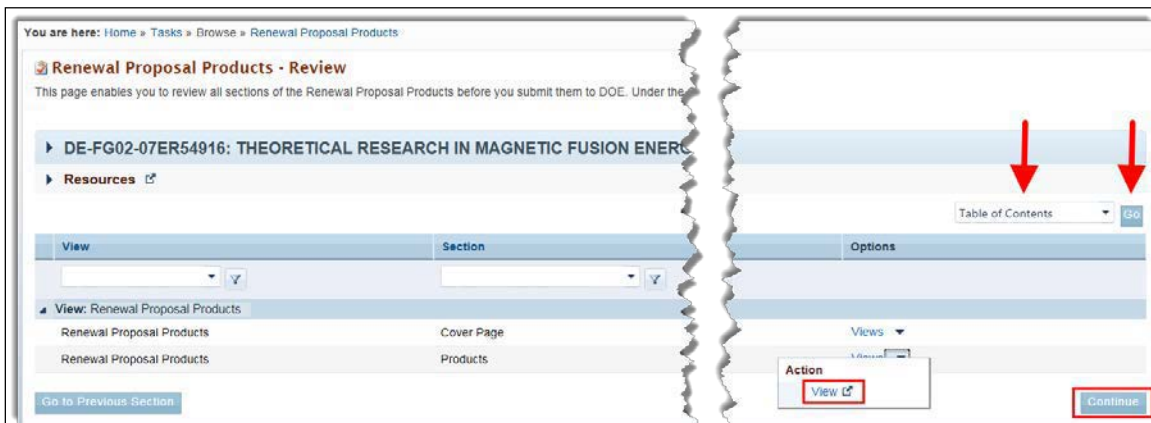 You are here: Home » Tasks » Browse » Renewal Proposal Products
Renewal Proposal Products - Review
This page enables you to review all sections of the Renewal Proposal Products before you submit them to DOE. Under the
DE-FG02-07ER54916: THEORETICAL RESEARCH IN MAGNETIC FUSION ENERG
Resources
Table of Contents Go
View Section Options
View: Renewal Proposal Products
Renewal Proposal Products Cover Page Views
Renewal Proposal Products Products Views
Action
View
Go to Previous Section Continue